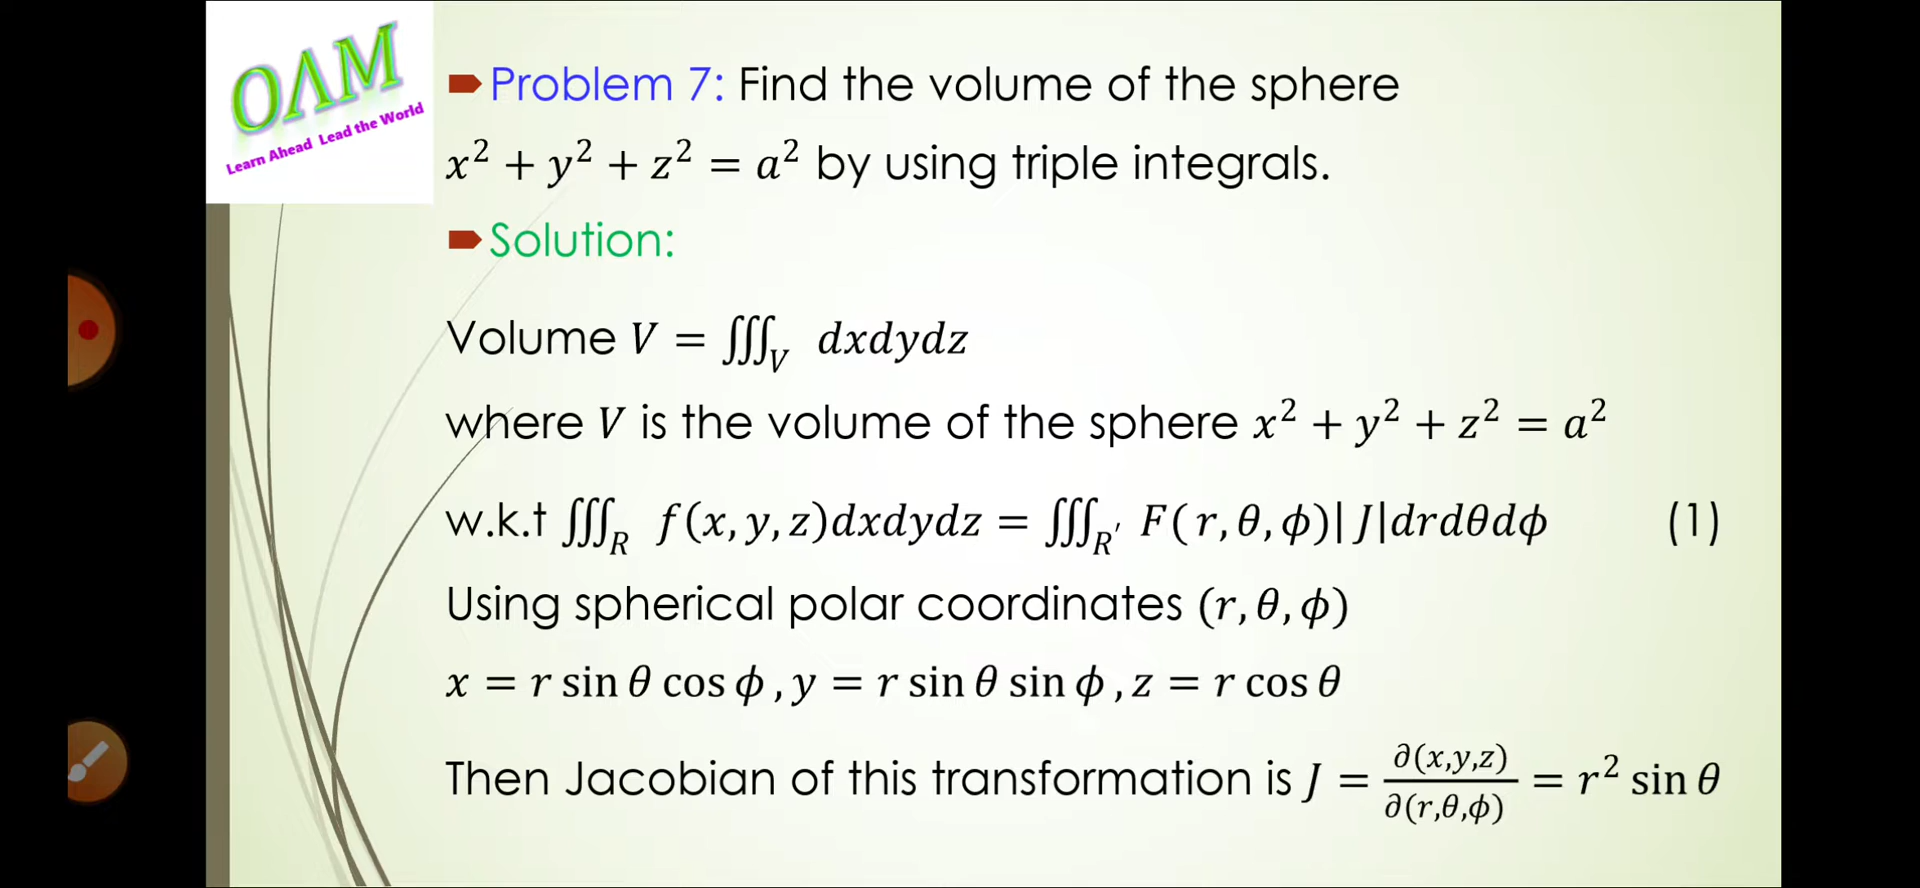 OΛM
Learn Ahead Lead the World
Problem 7: Find the volume of the sphere
x² + y² + z² = a² by using triple integrals.
Solution:
Volume V = ∭_V dxdydz
where V is the volume of the sphere x² + y² + z² = a²
w.k.t ∭_R f(x, y, z)dxdydz = ∭_R′ F(r, θ, ϕ)| J|drdθdϕ (1)
Using spherical polar coordinates (r, θ, ϕ)
x = r sin θ cos ϕ , y = r sin θ sin ϕ , z = r cos θ
Then Jacobian of this transformation is J = ∂(x,y,z)/∂(r,θ,ϕ) = r² sin θ